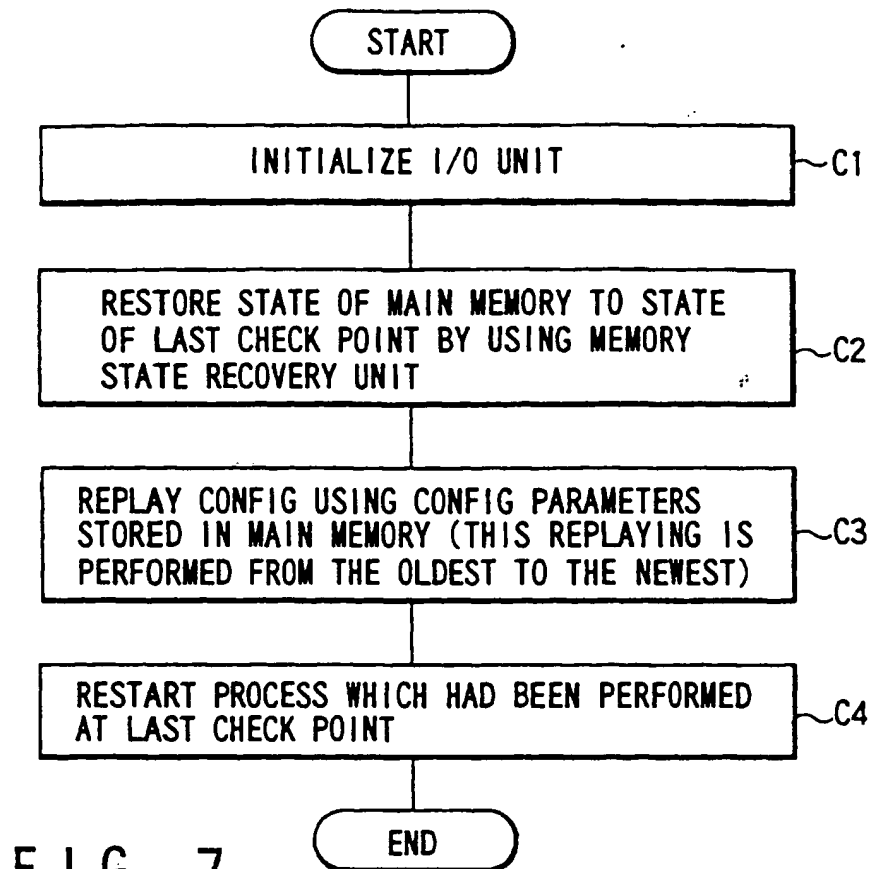 START
INITIALIZE I/O UNIT
C1
RESTORE STATE OF MAIN MEMORY TO STATE
OF LAST CHECK POINT BY USING MEMORY
STATE RECOVERY UNIT
C2
REPLAY CONFIG USING CONFIG PARAMETERS
STORED IN MAIN MEMORY (THIS REPLAYING IS
PERFORMED FROM THE OLDEST TO THE NEWEST)
C3
RESTART PROCESS WHICH HAD BEEN PERFORMED
AT LAST CHECK POINT
C4
END
FIG. 7